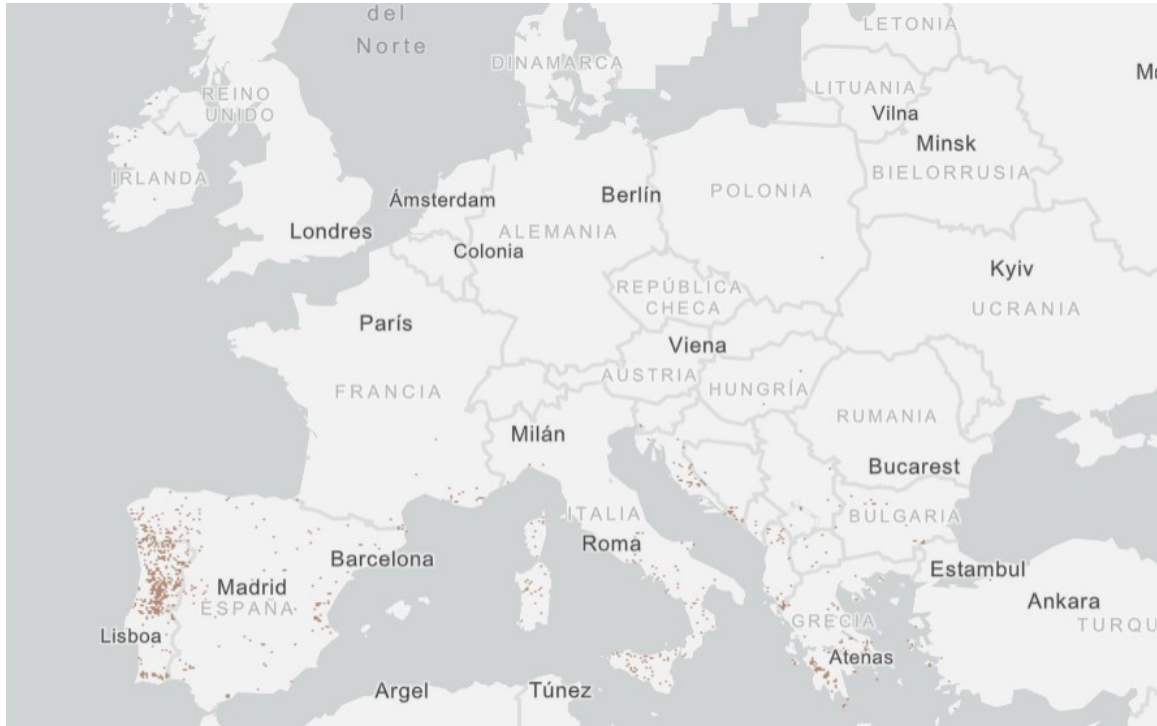 del
Norte
LETONIA
DINAMARCA
Mo
REINO
UNIDO
LITUANIA
Vilna
Minsk
BIELORRUSIA
IRLANDA
Ámsterdam
Berlín
POLONIA
Londres
ALEMANIA
Colonia
Kyiv
REPÚBLICA
CHECA
UCRANIA
París
Viena
AUSTRIA
HUNGRÍA
FRANCIA
RUMANIA
Milán
Bucarest
ITALIA
BULGARIA
Roma
Barcelona
Estambul
Madrid
ESPAÑA
Ankara
GRECIA
TURQU
Lisboa
Atenas
Argel
Túnez